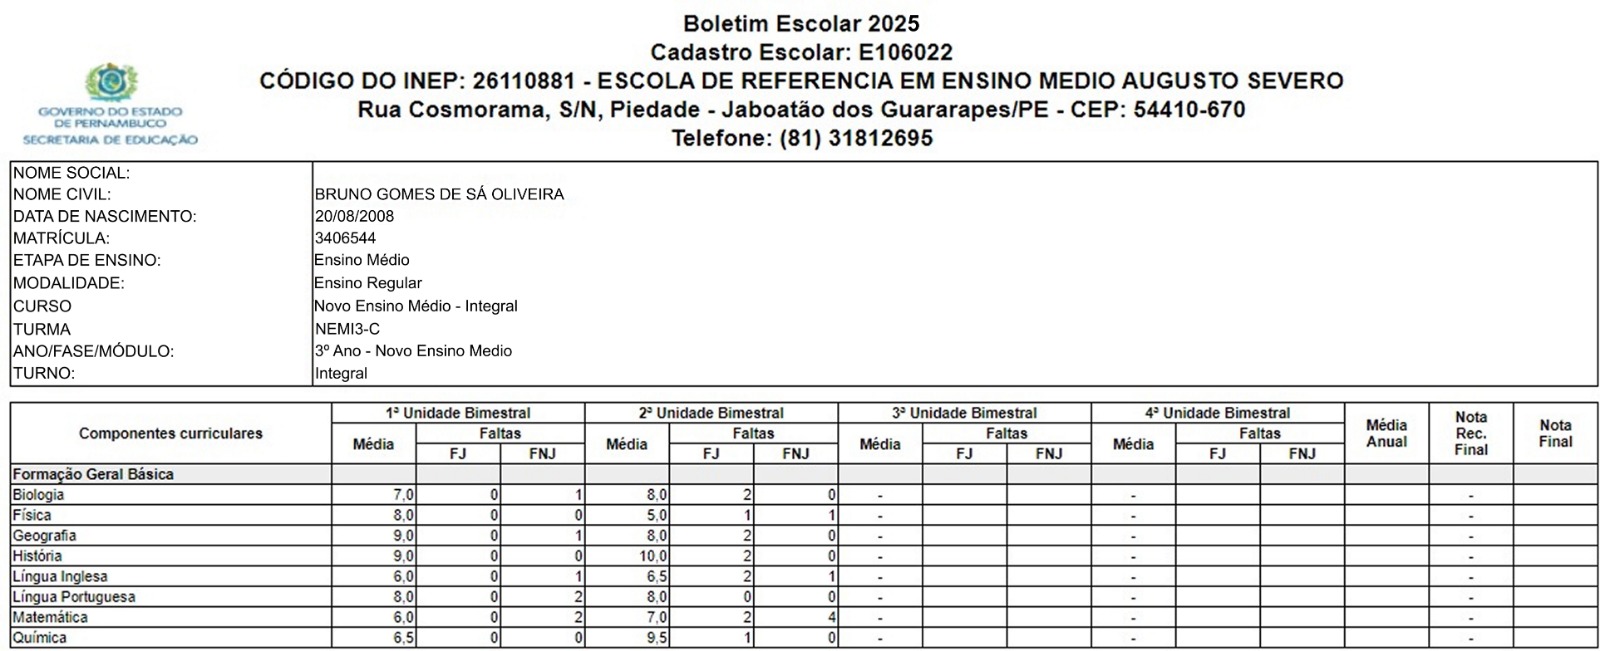 Boletim Escolar 2025
Cadastro Escolar: E106022
CÓDIGO DO INEP: 26110881 - ESCOLA DE REFERENCIA EM ENSINO MEDIO AUGUSTO SEVERO
Rua Cosmorama, S/N, Piedade - Jaboatão dos Guararapes/PE - CEP: 54410-670
Telefone: (81) 31812695
GOVERNO DO ESTADO
DE PERNAMBUCO
SECRETARIA DE EDUCAÇÃO
NOME SOCIAL:
NOME CIVIL: BRUNO GOMES DE SÁ OLIVEIRA
DATA DE NASCIMENTO: 20/08/2008
MATRÍCULA: 3406544
ETAPA DE ENSINO: Ensino Médio
MODALIDADE: Ensino Regular
CURSO Novo Ensino Médio - Integral
TURMA NEMI3-C
ANO/FASE/MÓDULO: 3º Ano - Novo Ensino Medio
TURNO: Integral
Componentes curriculares 1ª Unidade Bimestral 2ª Unidade Bimestral 3ª Unidade Bimestral 4ª Unidade Bimestral Média Anual Nota Rec. Final Nota Final
Média Faltas Média Faltas Média Faltas Média Faltas
FJ FNJ FJ FNJ FJ FNJ FJ FNJ
Formação Geral Básica
Biologia 7,0 0 1 8,0 2 0 - - -
Física 8,0 0 0 5,0 1 1 - - -
Geografia 9,0 0 1 8,0 2 0 - - -
História 9,0 0 0 10,0 2 0 - - -
Língua Inglesa 6,0 0 1 6,5 2 1 - - -
Língua Portuguesa 8,0 0 2 8,0 0 0 - - -
Matemática 6,0 0 2 7,0 2 4 - - -
Química 6,5 0 0 9,5 1 0 - - -